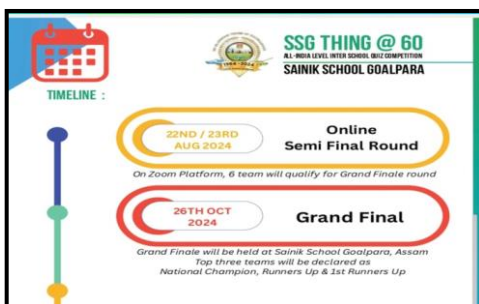 SSG THING @ 60
ALL-INDIA LEVEL INTER SCHOOL QUIZ COMPETITION
SAINIK SCHOOL GOALPARA
TIMELINE :
22ND / 23RD
AUG 2024
Online
Semi Final Round
On Zoom Platform, 6 team will qualify for Grand Finale round
26TH OCT
2024
Grand Final
Grand Finale will be held at Sainik School Goalpara, Assam
Top three teams will be declared as
National Champion, Runners Up & 1st Runners Up